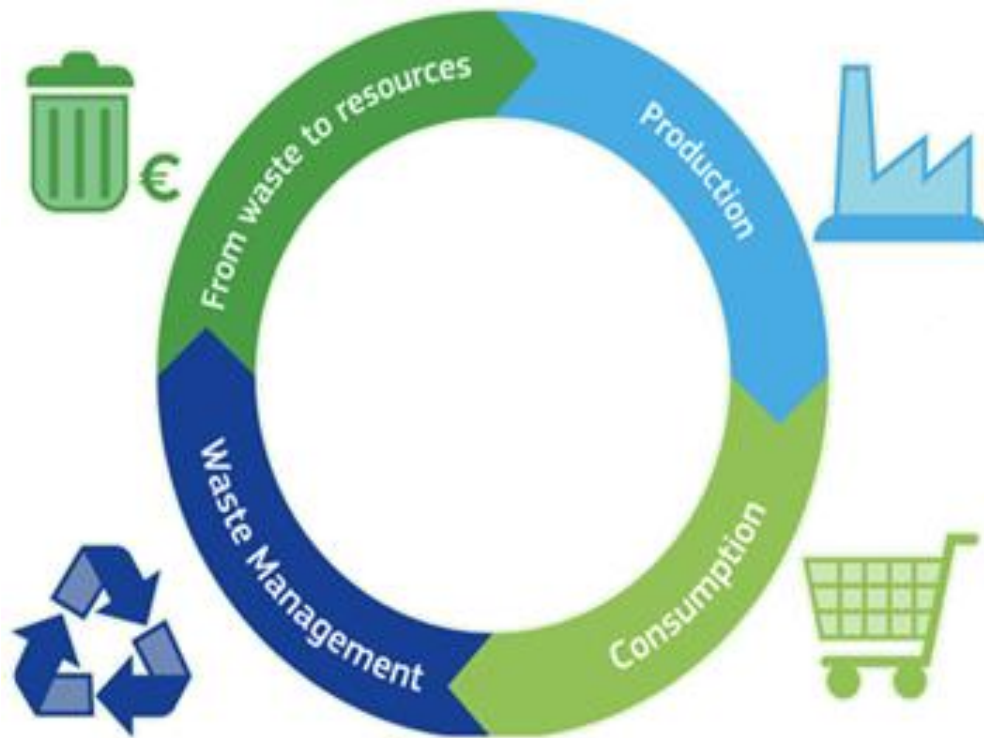 From waste to resources
Production
€
Consumption
Waste Management